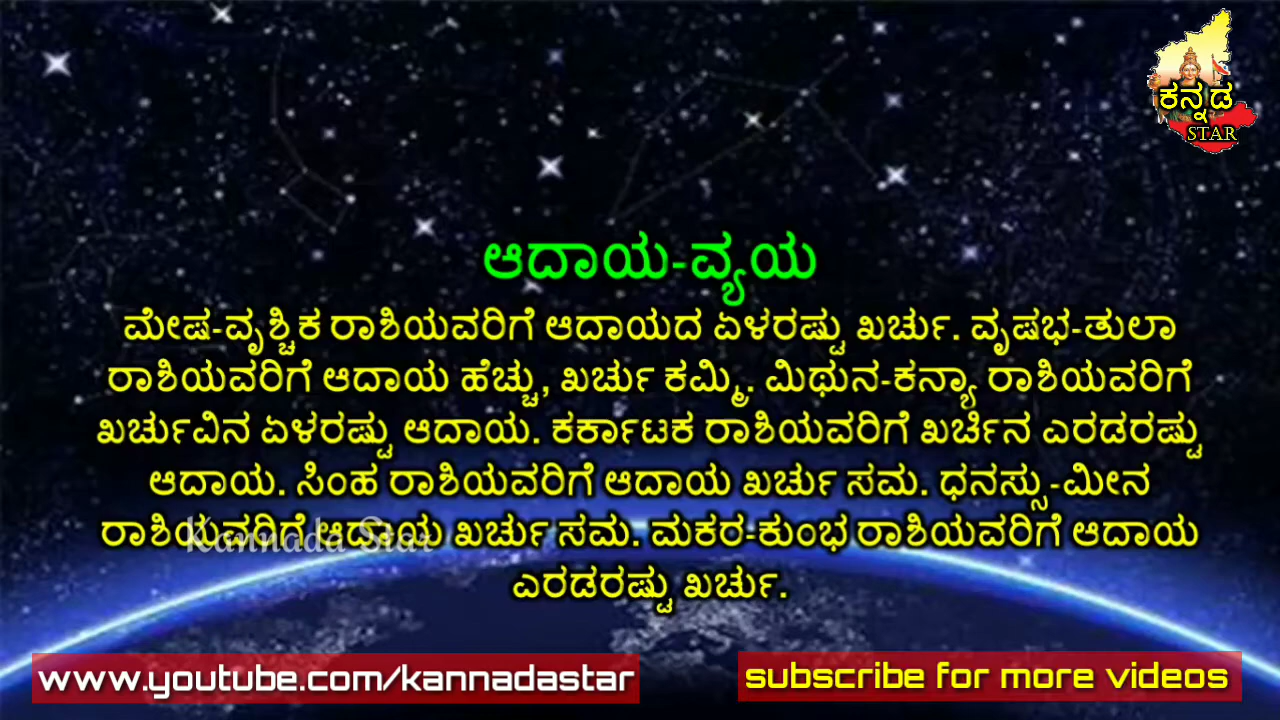 ಕನ್ನಡ
STAR
ಆದಾಯ-ವ್ಯಯ
ಮೇಷ-ವೃಶ್ಚಿಕ ರಾಶಿಯವರಿಗೆ ಆದಾಯದ ಏಳರಷ್ಟು ಖರ್ಚು. ವೃಷಭ-ತುಲಾ
ರಾಶಿಯವರಿಗೆ ಆದಾಯ ಹೆಚ್ಚು, ಖರ್ಚು ಕಮ್ಮಿ. ಮಿಥುನ-ಕನ್ಯಾ ರಾಶಿಯವರಿಗೆ
ಖರ್ಚುವಿನ ಏಳರಷ್ಟು ಆದಾಯ. ಕರ್ಕಾಟಕ ರಾಶಿಯವರಿಗೆ ಖರ್ಚಿನ ಎರಡರಷ್ಟು
ಆದಾಯ. ಸಿಂಹ ರಾಶಿಯವರಿಗೆ ಆದಾಯ ಖರ್ಚು ಸಮ. ಧನಸ್ಸು-ಮೀನ
ರಾಶಿಯವರಿಗೆ ಆದಾಯ ಖರ್ಚು ಸಮ. ಮಕರ-ಕುಂಭ ರಾಶಿಯವರಿಗೆ ಆದಾಯ
Kannada Star
ಎರಡರಷ್ಟು ಖರ್ಚು.
www.youtube.com/kannadastar
subscribe for more videos